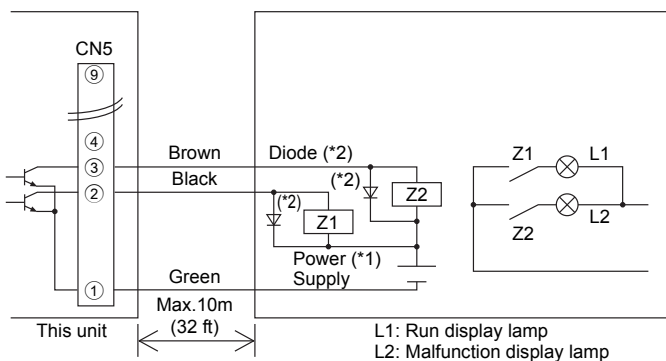 CN5
⑨
④
③
②
①
Brown
Black
Green
Max.10m
(32 ft)
This unit
Diode (*2)
(*2)
(*2)
Z2
Z1
Power (*1)
Supply
Z1
L1
L2
Z2
L1: Run display lamp
L2: Malfunction display lamp